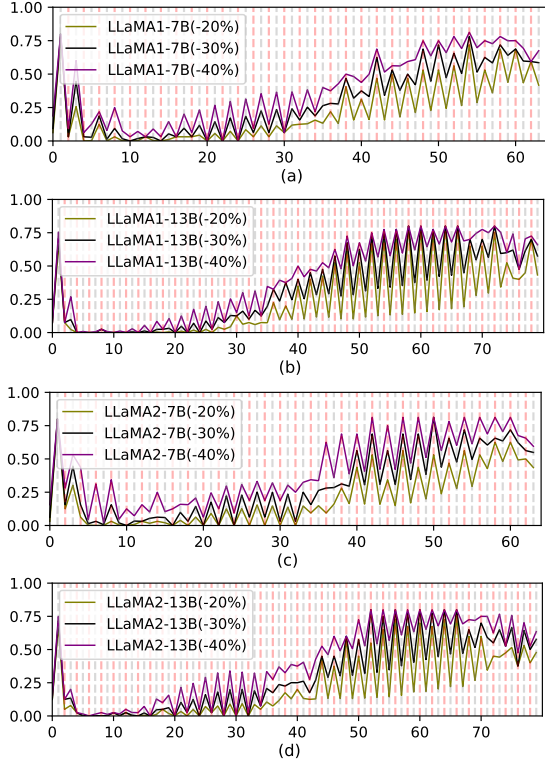 1.00
0.75
0.50
0.25
0.00
LLaMA1-7B(-20%)
LLaMA1-7B(-30%)
LLaMA1-7B(-40%)
0 10 20 30 40 50 60
(a)
1.00
0.75
0.50
0.25
0.00
LLaMA1-13B(-20%)
LLaMA1-13B(-30%)
LLaMA1-13B(-40%)
0 10 20 30 40 50 60 70
(b)
1.00
0.75
0.50
0.25
0.00
LLaMA2-7B(-20%)
LLaMA2-7B(-30%)
LLaMA2-7B(-40%)
0 10 20 30 40 50 60
(c)
1.00
0.75
0.50
0.25
0.00
LLaMA2-13B(-20%)
LLaMA2-13B(-30%)
LLaMA2-13B(-40%)
0 10 20 30 40 50 60 70
(d)